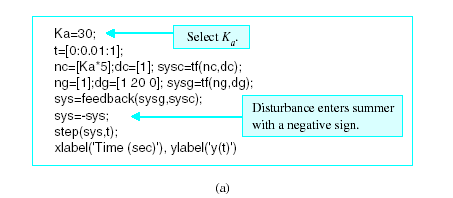 Ka=30;
Select Ka.
t=[0:0.01:1];
nc=[Ka*5];dc=[1]; sysc=tf(nc,dc);
ng=[1];dg=[1 20 0]; sysg=tf(ng,dg);
sys=feedback(sysg,sysc);
sys=-sys;
Disturbance enters summer
with a negative sign.
step(sys,t);
xlabel('Time (sec)'), ylabel('y(t)')
(a)